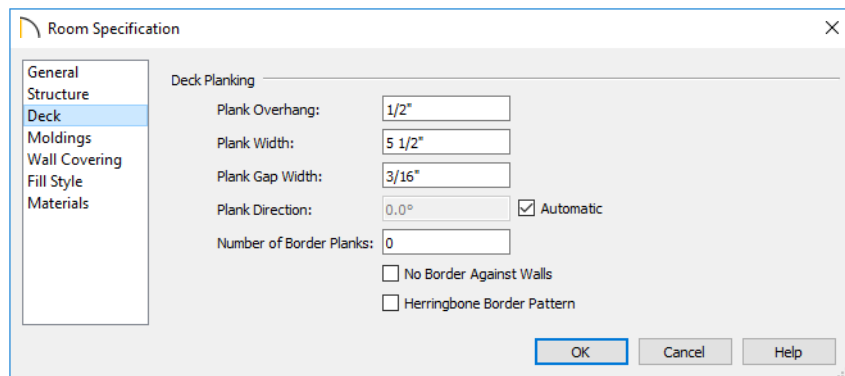 Room Specification
General
Structure
Deck
Moldings
Wall Covering
Fill Style
Materials
Deck Planking
Plank Overhang: 1/2"
Plank Width: 5 1/2"
Plank Gap Width: 3/16"
Plank Direction: 0.0° Automatic
Number of Border Planks: 0
No Border Against Walls
Herringbone Border Pattern
OK Cancel Help